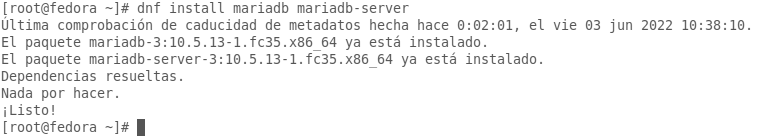 [root@fedora ~]# dnf install mariadb mariadb-server
Última comprobación de caducidad de metadatos hecha hace 0:02:01, el vie 03 jun 2022 10:38:10.
El paquete mariadb-3:10.5.13-1.fc35.x86_64 ya está instalado.
El paquete mariadb-server-3:10.5.13-1.fc35.x86_64 ya está instalado.
Dependencias resueltas.
Nada por hacer.
¡Listo!
[root@fedora ~]#